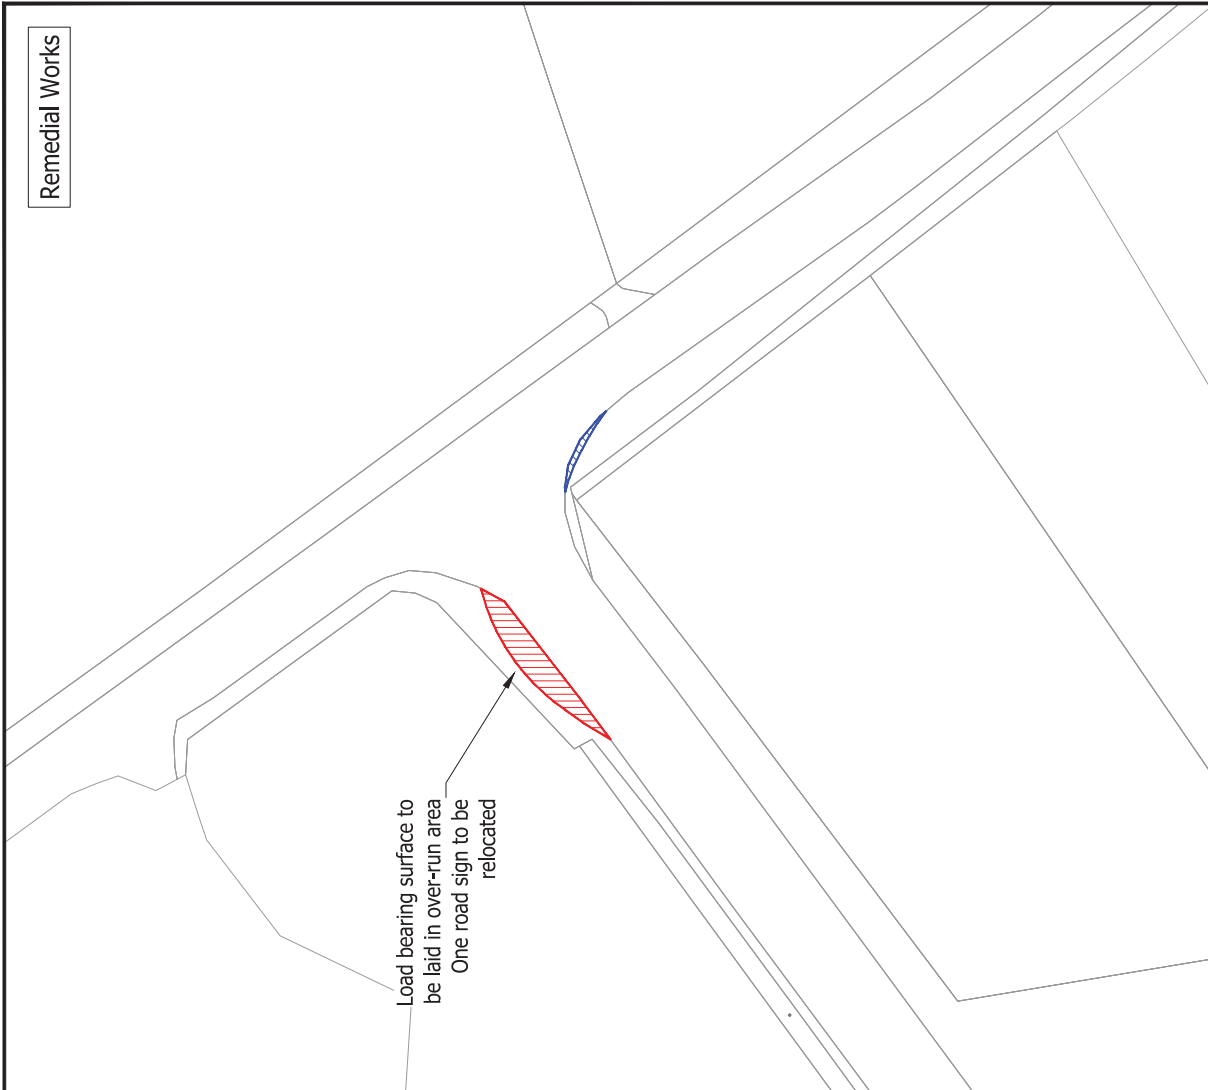 Remedial Works
Load bearing surface to
be laid in over-run area
One road sign to be
relocated